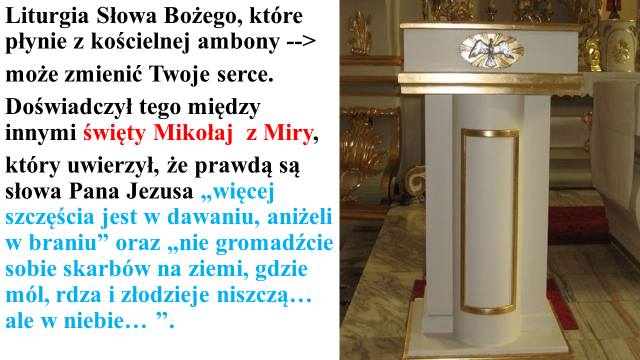 Liturgia Słowa Bożego, które
płynie z kościelnej ambony -->
może zmienić Twoje serce.
Doświadczył tego między
innymi święty Mikołaj z Miry,
który uwierzył, że prawdą są
słowa Pana Jezusa „więcej
szczęścia jest w dawaniu, aniżeli
w braniu” oraz „nie gromadźcie
sobie skarbów na ziemi, gdzie
mól, rdza i złodzieje niszczą…
ale w niebie… ”.